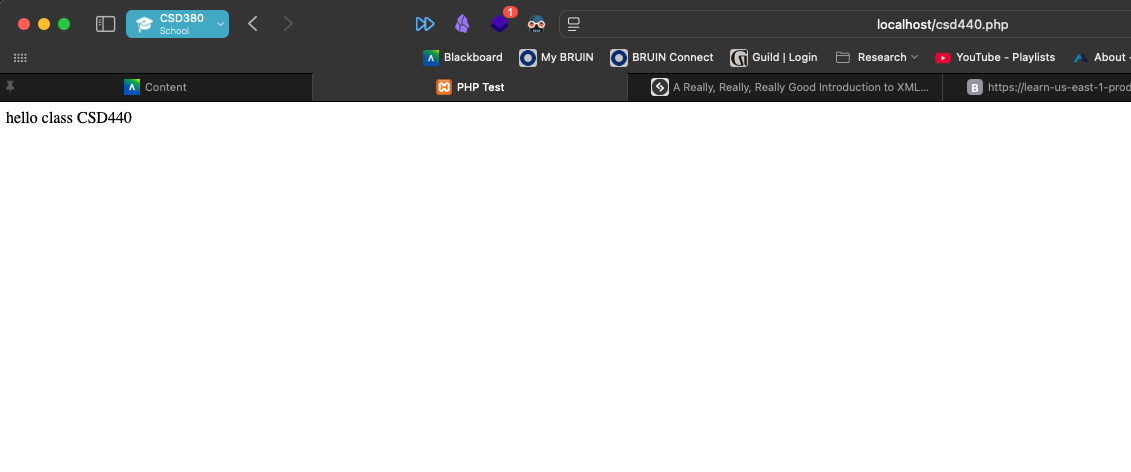 CSD380
School
1
localhost/csd440.php
Blackboard
My BRUIN
BRUIN Connect
Guild | Login
Research
YouTube - Playlists
About -
Content
PHP Test
A Really, Really, Really Good Introduction to XML...
B
https://learn-us-east-1-prod
hello class CSD440